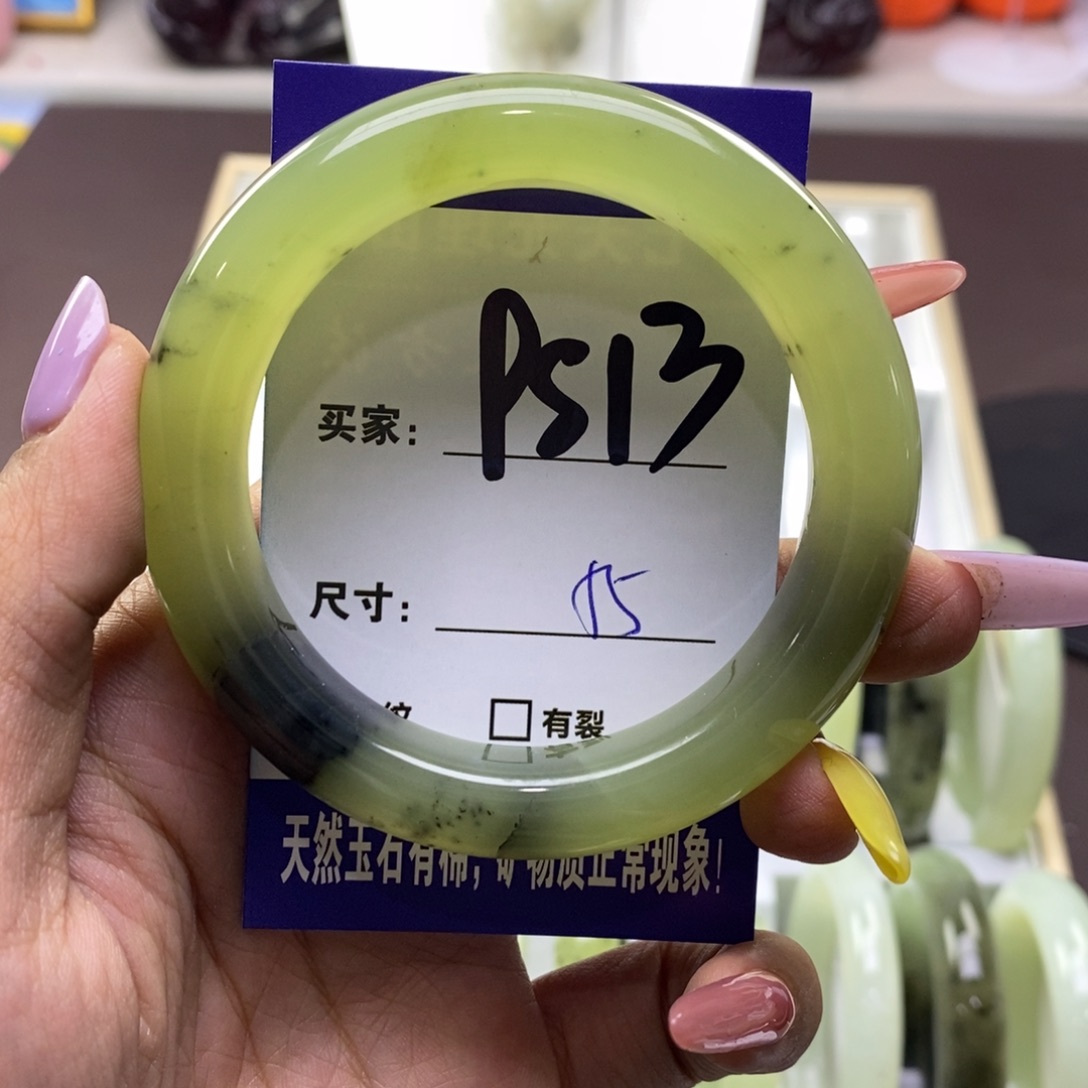 买家： PS13
尺寸：
纹 □ 有裂
天然玉石有棉，矿物质正常现象！